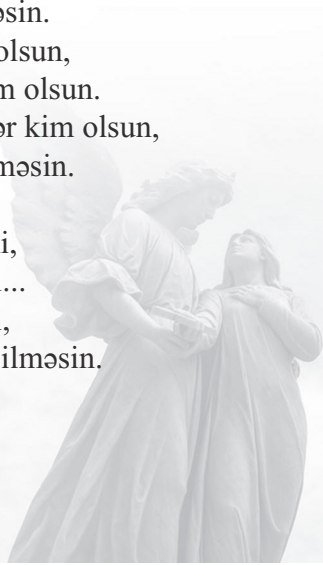 əsin.
olsun,
m olsun.
ər kim olsun,
məsin.
i,
...
,
ilməsin.